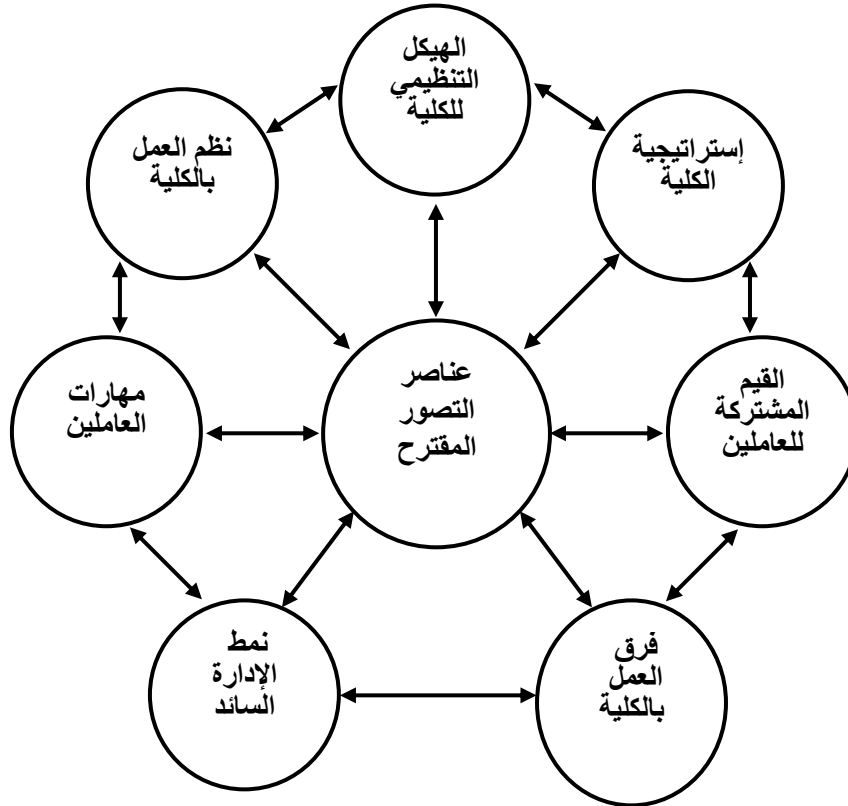 الهيكل
التنظيمي
للكلية
إستراتيجية
الكلية
نظم العمل
بالكلية
القيم
المشتركة
للعاملين
عناصر
التصور
المقترح
مهارات
العاملين
فرق
العمل
بالكلية
نمط
الإدارة
السائد